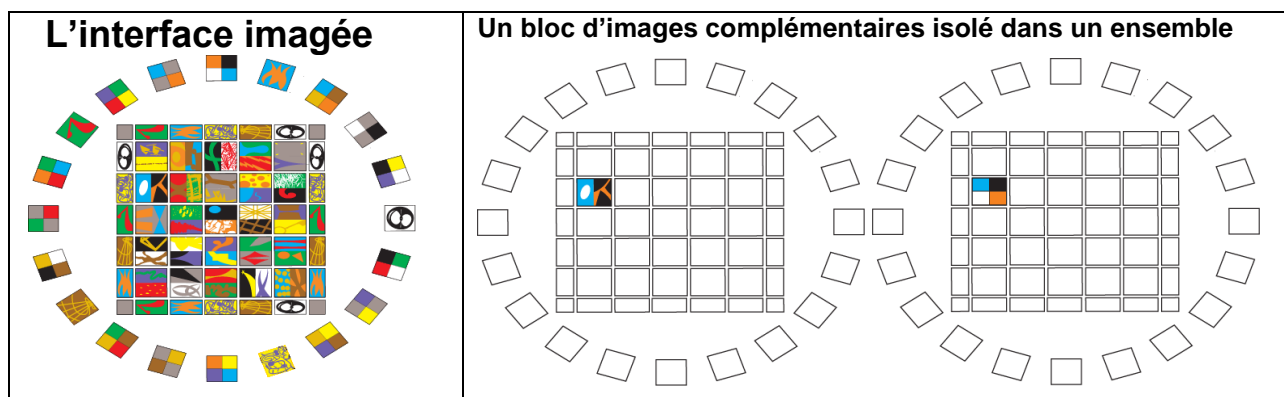 L’interface imagée
Un bloc d’images complémentaires isolé dans un ensemble